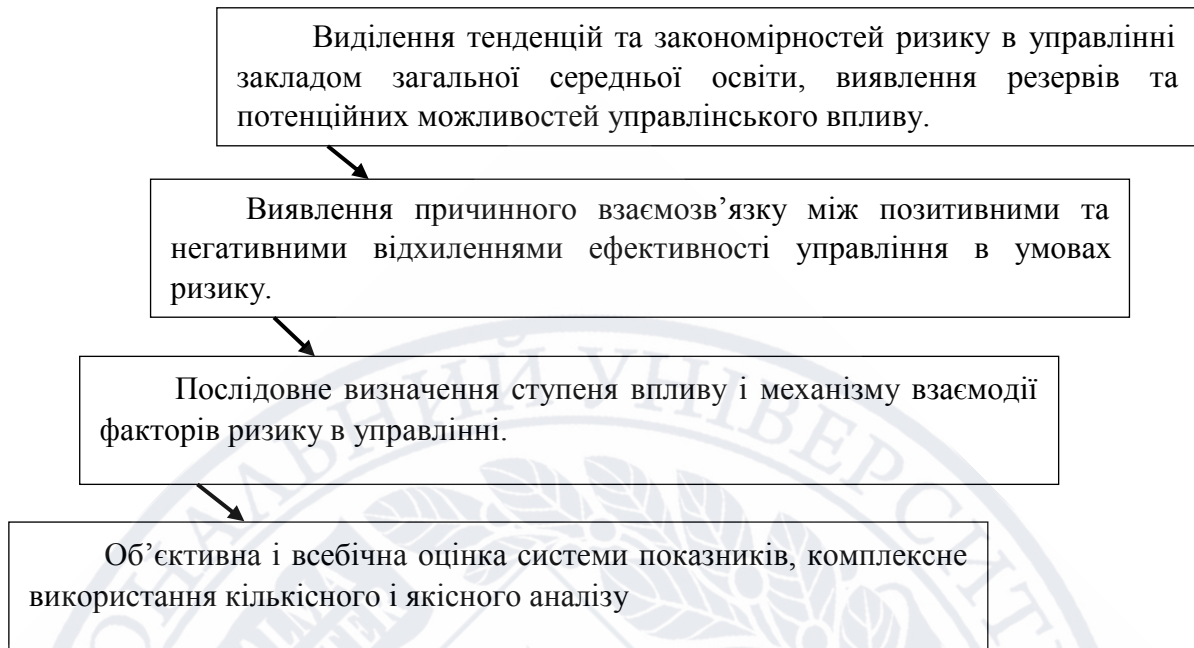 Виділення тенденцій та закономірностей ризику в управлінні
закладом загальної середньої освіти, виявлення резервів та
потенційних можливостей управлінського впливу.
Виявлення причинного взаємозв’язку між позитивними та
негативними відхиленнями ефективності управління в умовах
ризику.
Послідовне визначення ступеня впливу і механізму взаємодії
факторів ризику в управлінні.
Об’єктивна і всебічна оцінка системи показників, комплексне
використання кількісного і якісного аналізу